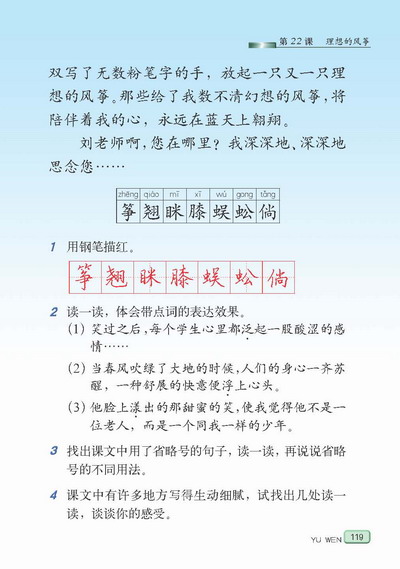 第22课 理想的风筝
双写了无数粉笔字的手，放起一只又一只理
想的风筝。那些给了我数不清幻想的风筝，将
陪伴着我的心，永远在蓝天上翱翔。
刘老师啊，您在哪里？我深深地、深深地
思念您……
zhēng qiáo mī xī wú gong tǎng
筝 翘 眯 膝 蜈 蚣 倘
1 用钢笔描红。
筝 翘 眯 膝 蜈 蚣 倘
2 读一读，体会带点词的表达效果。
(1) 笑过之后，每个学生心里都泛起一股酸涩的感
情……
(2) 当春风吹绿了大地的时候，人们的身心一齐苏
醒，一种舒展的快意便浮上心头。
(3) 他脸上漾出的那甜蜜的笑，使我觉得他不是一
位老人，而是一个同我一样的少年。
3 找出课文中用了省略号的句子，读一读，再说说省略
号的不同用法。
4 课文中有许多地方写得生动细腻，试找出几处读一
读，谈谈你的感受。
YU WEN 119